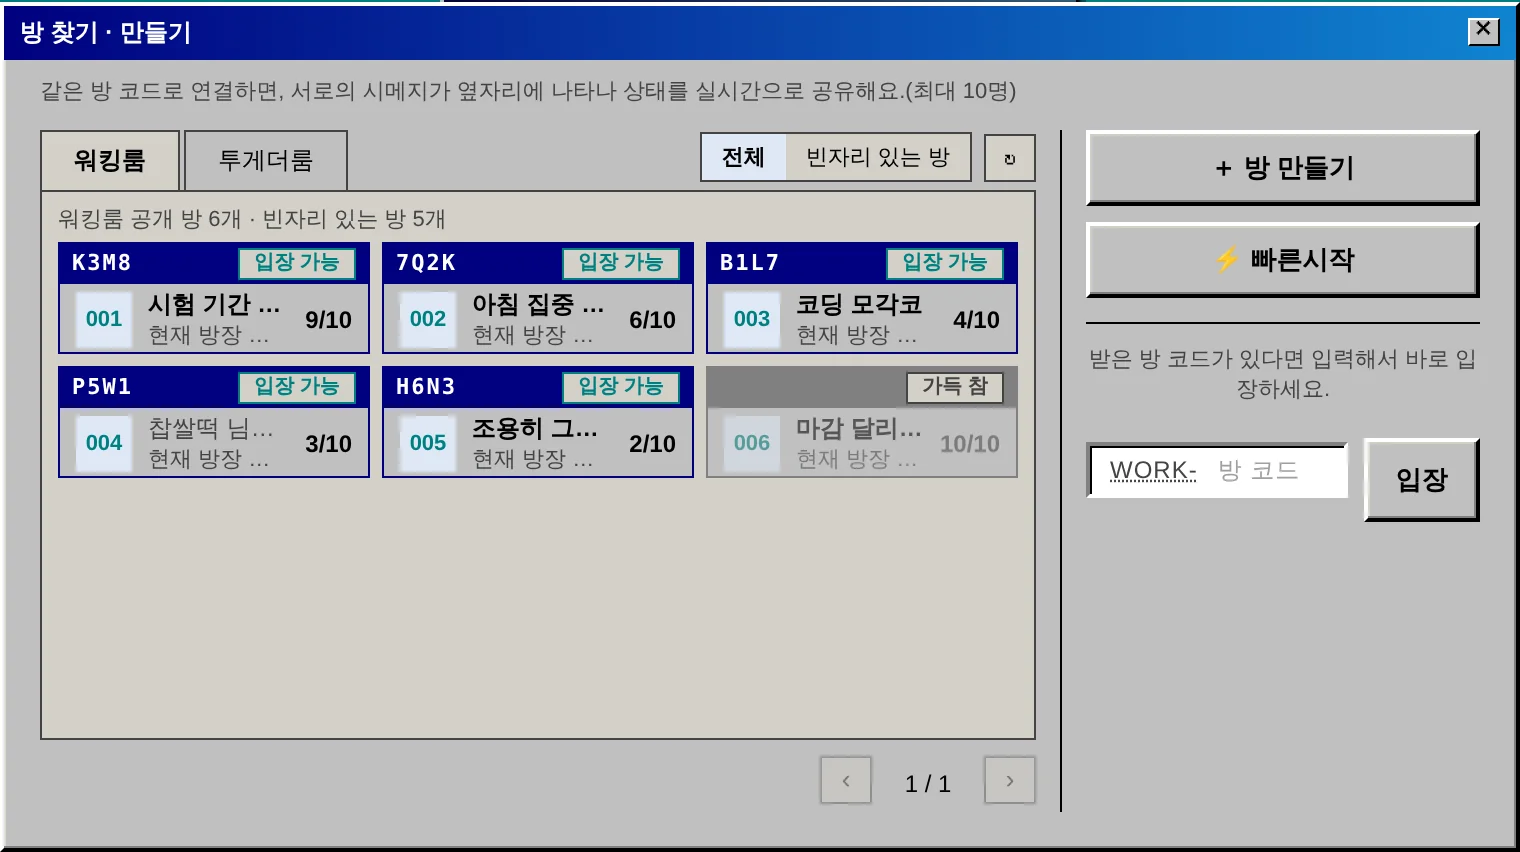 방 찾기 · 만들기
같은 방 코드로 연결하면, 서로의 시메지가 옆자리에 나타나 상태를 실시간으로 공유해요.(최대 10명)
워킹룸 투게더룸 전체 빈자리 있는 방 ↻
워킹룸 공개 방 6개 · 빈자리 있는 방 5개
K3M8 입장 가능
001 시험 기간 ... 9/10
현재 방장 ...
7Q2K 입장 가능
002 아침 집중 ... 6/10
현재 방장 ...
B1L7 입장 가능
003 코딩 모각코 4/10
현재 방장 ...
P5W1 입장 가능
004 찹쌀떡 님... 3/10
현재 방장 ...
H6N3 입장 가능
005 조용히 그... 2/10
현재 방장 ...
가득 참
006 마감 달리... 10/10
현재 방장 ...
‹ 1 / 1 ›
+ 방 만들기
⚡ 빠른시작
받은 방 코드가 있다면 입력해서 바로 입
장하세요.
WORK- 방 코드 입장